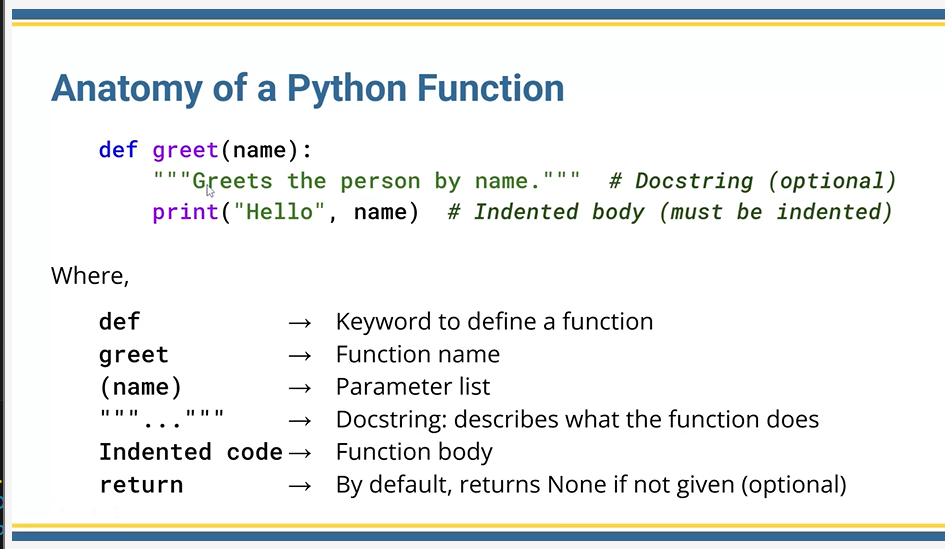 Anatomy of a Python Function
def greet(name):
"""Greets the person by name.""" # Docstring (optional)
print("Hello", name) # Indented body (must be indented)
Where,
def → Keyword to define a function
greet → Function name
(name) → Parameter list
"""...""" → Docstring: describes what the function does
Indented code → Function body
return → By default, returns None if not given (optional)